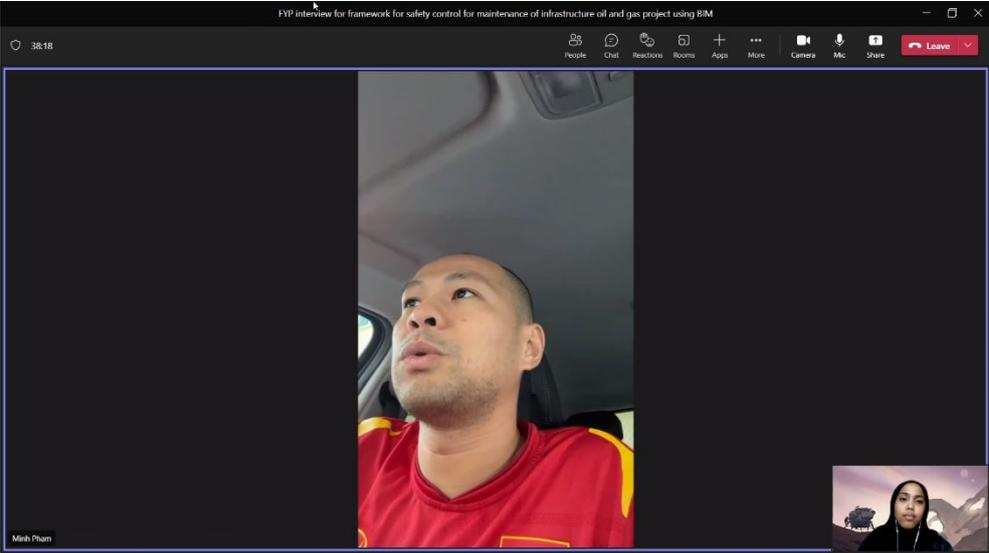 FYP interview for framework for safety control for maintenance of infrastructure oil and gas project using BIM
38:18
People Chat Reactions Rooms Apps More Camera Mic Share Leave
Minh Pham